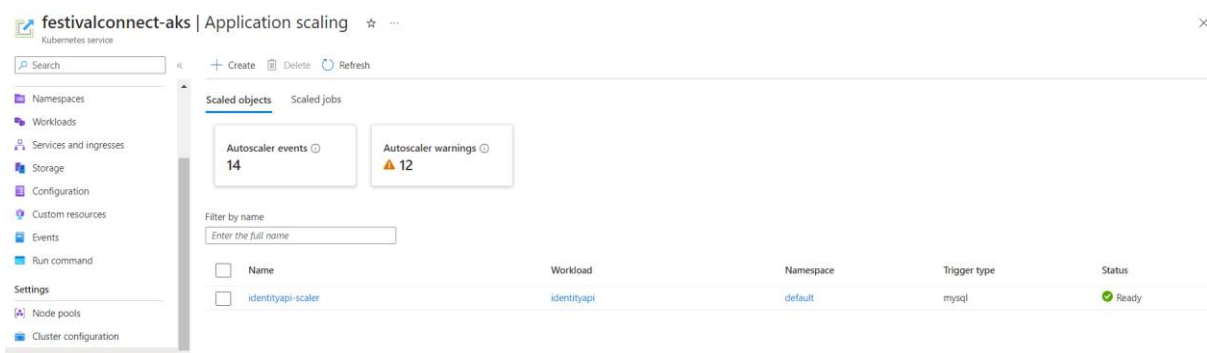 festivalconnect-aks | Application scaling
Kubernetes service
Search
Create Delete Refresh
Namespaces
Workloads
Services and ingresses
Storage
Configuration
Custom resources
Events
Run command
Settings
Node pools
Cluster configuration
Scaled objects Scaled jobs
Autoscaler events
14
Autoscaler warnings
12
Filter by name
Enter the full name
Name Workload Namespace Trigger type Status
identityapi-scaler identityapi default mysql Ready